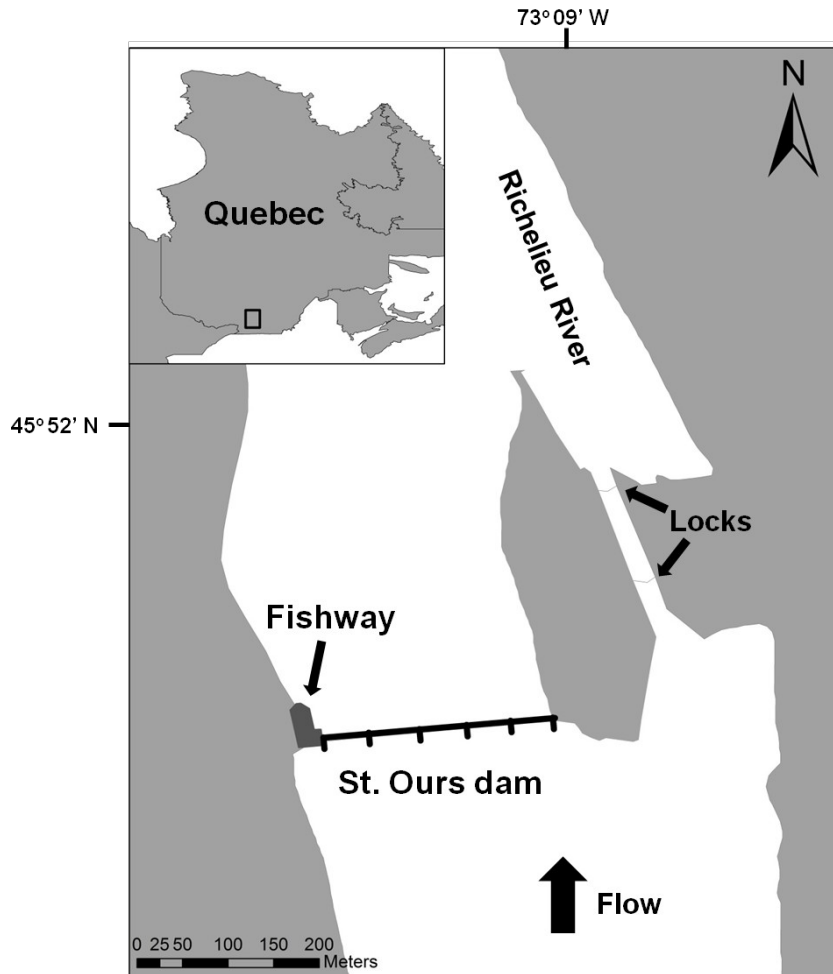 73° 09' W
N
Quebec
Richelieu River
45° 52' N
Locks
Fishway
St. Ours dam
Flow
0 25 50 100 150 200
Meters